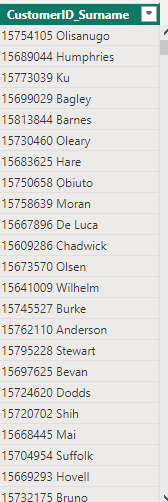 CustomerID_Surname
15754105 Olisanugo
15689044 Humphries
15773039 Ku
15699029 Bagley
15813844 Barnes
15730460 Oleary
15683625 Hare
15750658 Obiuto
15758639 Moran
15667896 De Luca
15609286 Chadwick
15673570 Olsen
15641009 Wilhelm
15745527 Burke
15762110 Anderson
15795228 Stewart
15697625 Bevan
15724620 Dodds
15720702 Shih
15668445 Mai
15704954 Suffolk
15669293 Hovell
15732175 Bruno